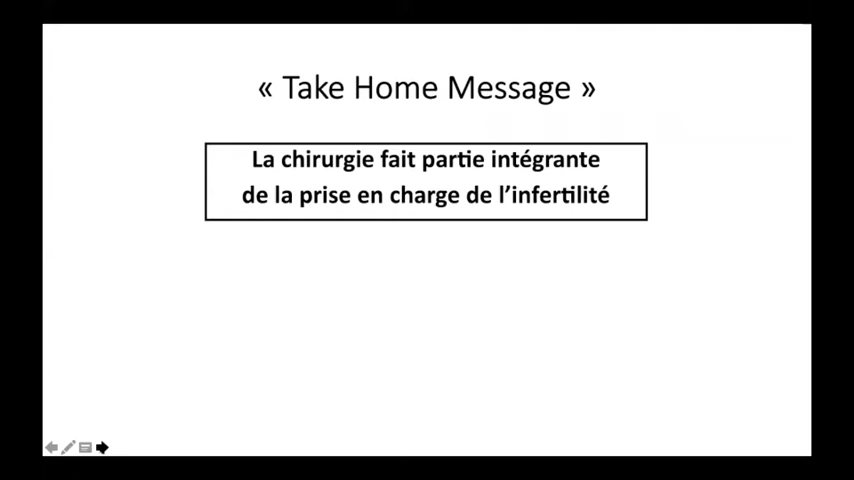 « Take Home Message »
La chirurgie fait partie intégrante
de la prise en charge de l’infertilité